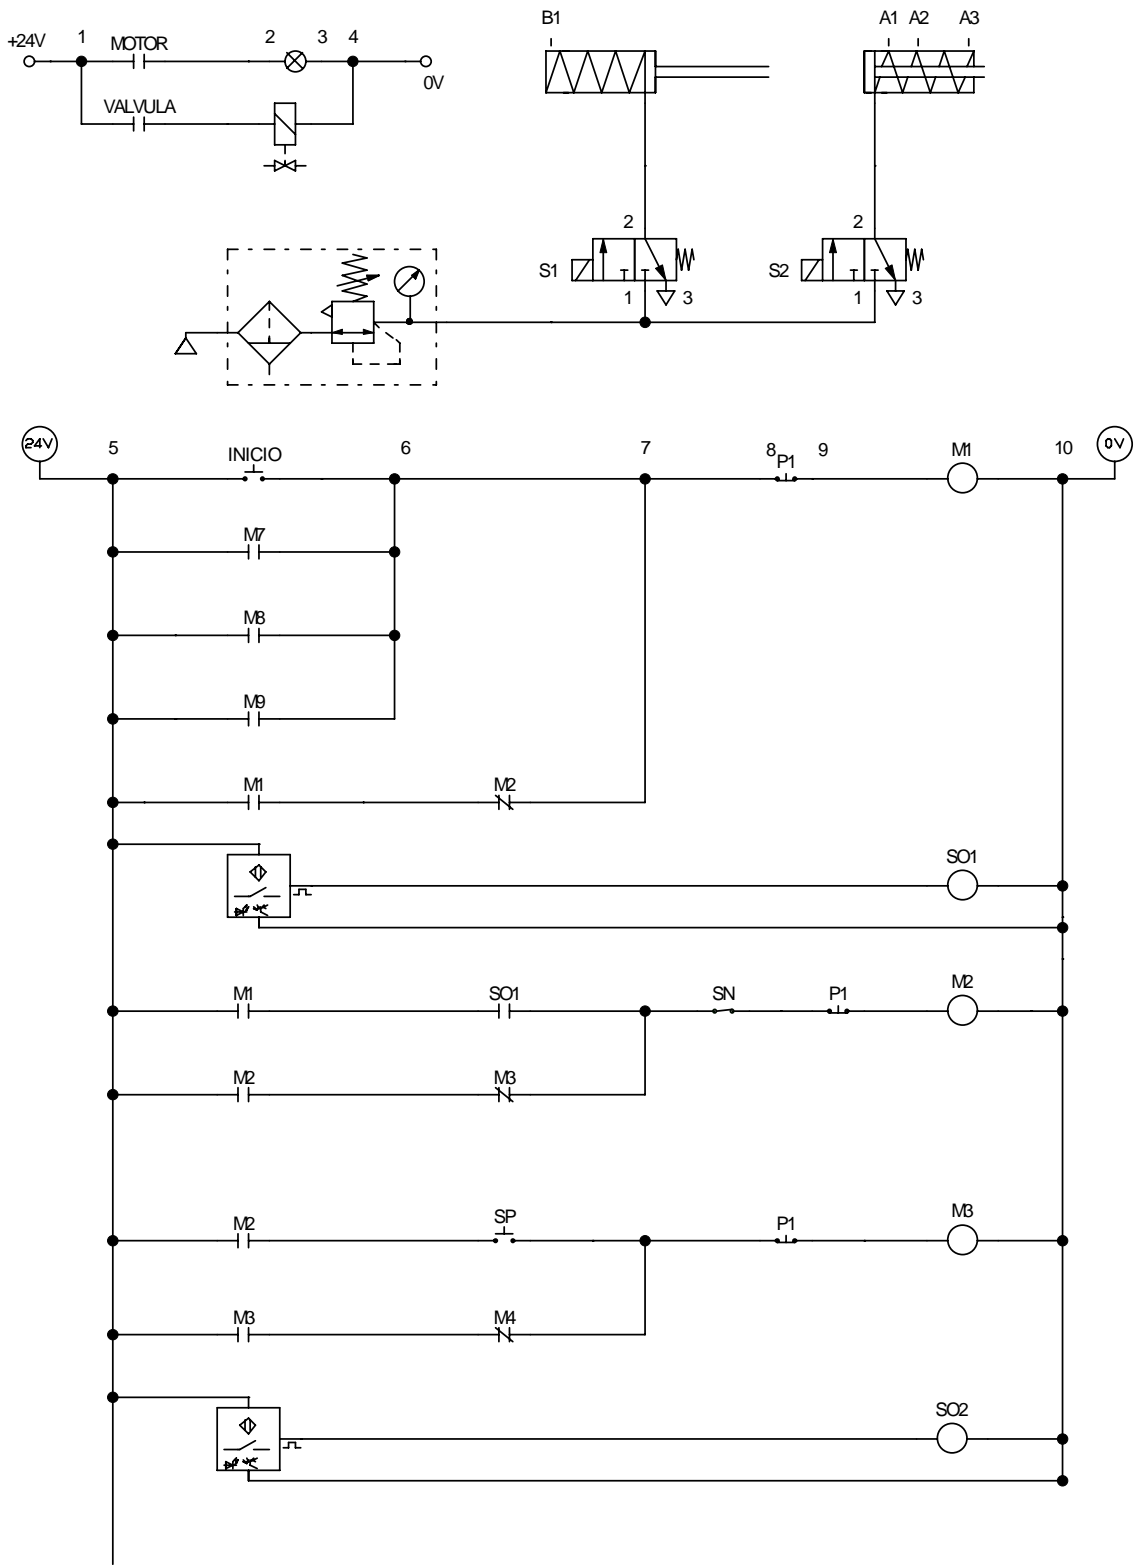 B1 A1 A2 A3
+24V 1 MOTOR 2 3 4 0V
VALVULA
S1 2 1 3
S2 2 1 3
24V 5 INICIO 6 7 8 P1 9 M1 10 0V
M7
M8
M9
M1 M2
SO1
M1 SO1 SN P1 M2
M2 M3
M2 SP P1 M3
M3 M4
SO2